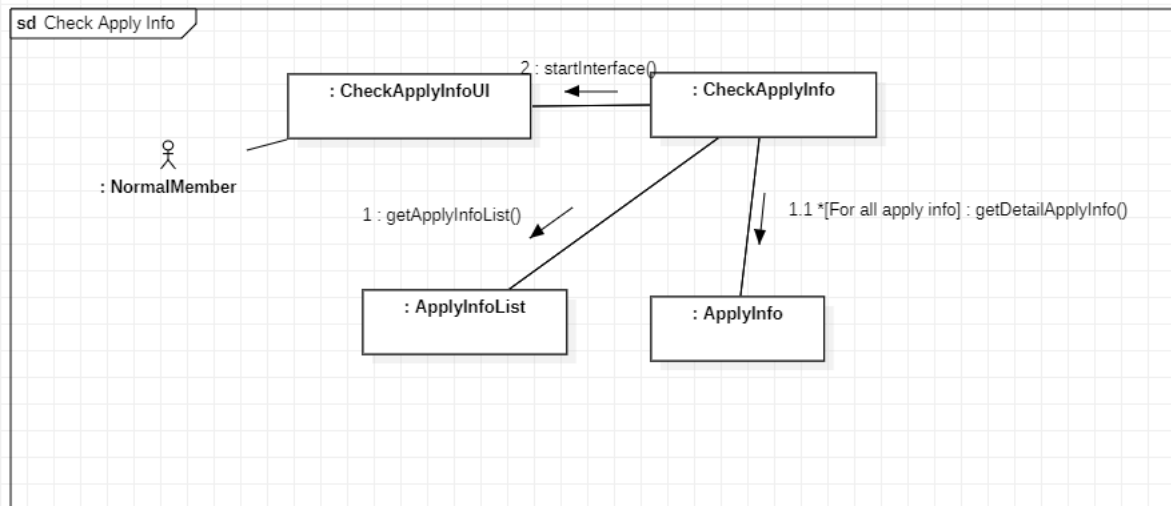 sd Check Apply Info
2 : startInterface()
: CheckApplyInfoUI
: CheckApplyInfo
: NormalMember
1 : getApplyInfoList()
1.1 *[For all apply info] : getDetailApplyInfo()
: ApplyInfoList
: ApplyInfo